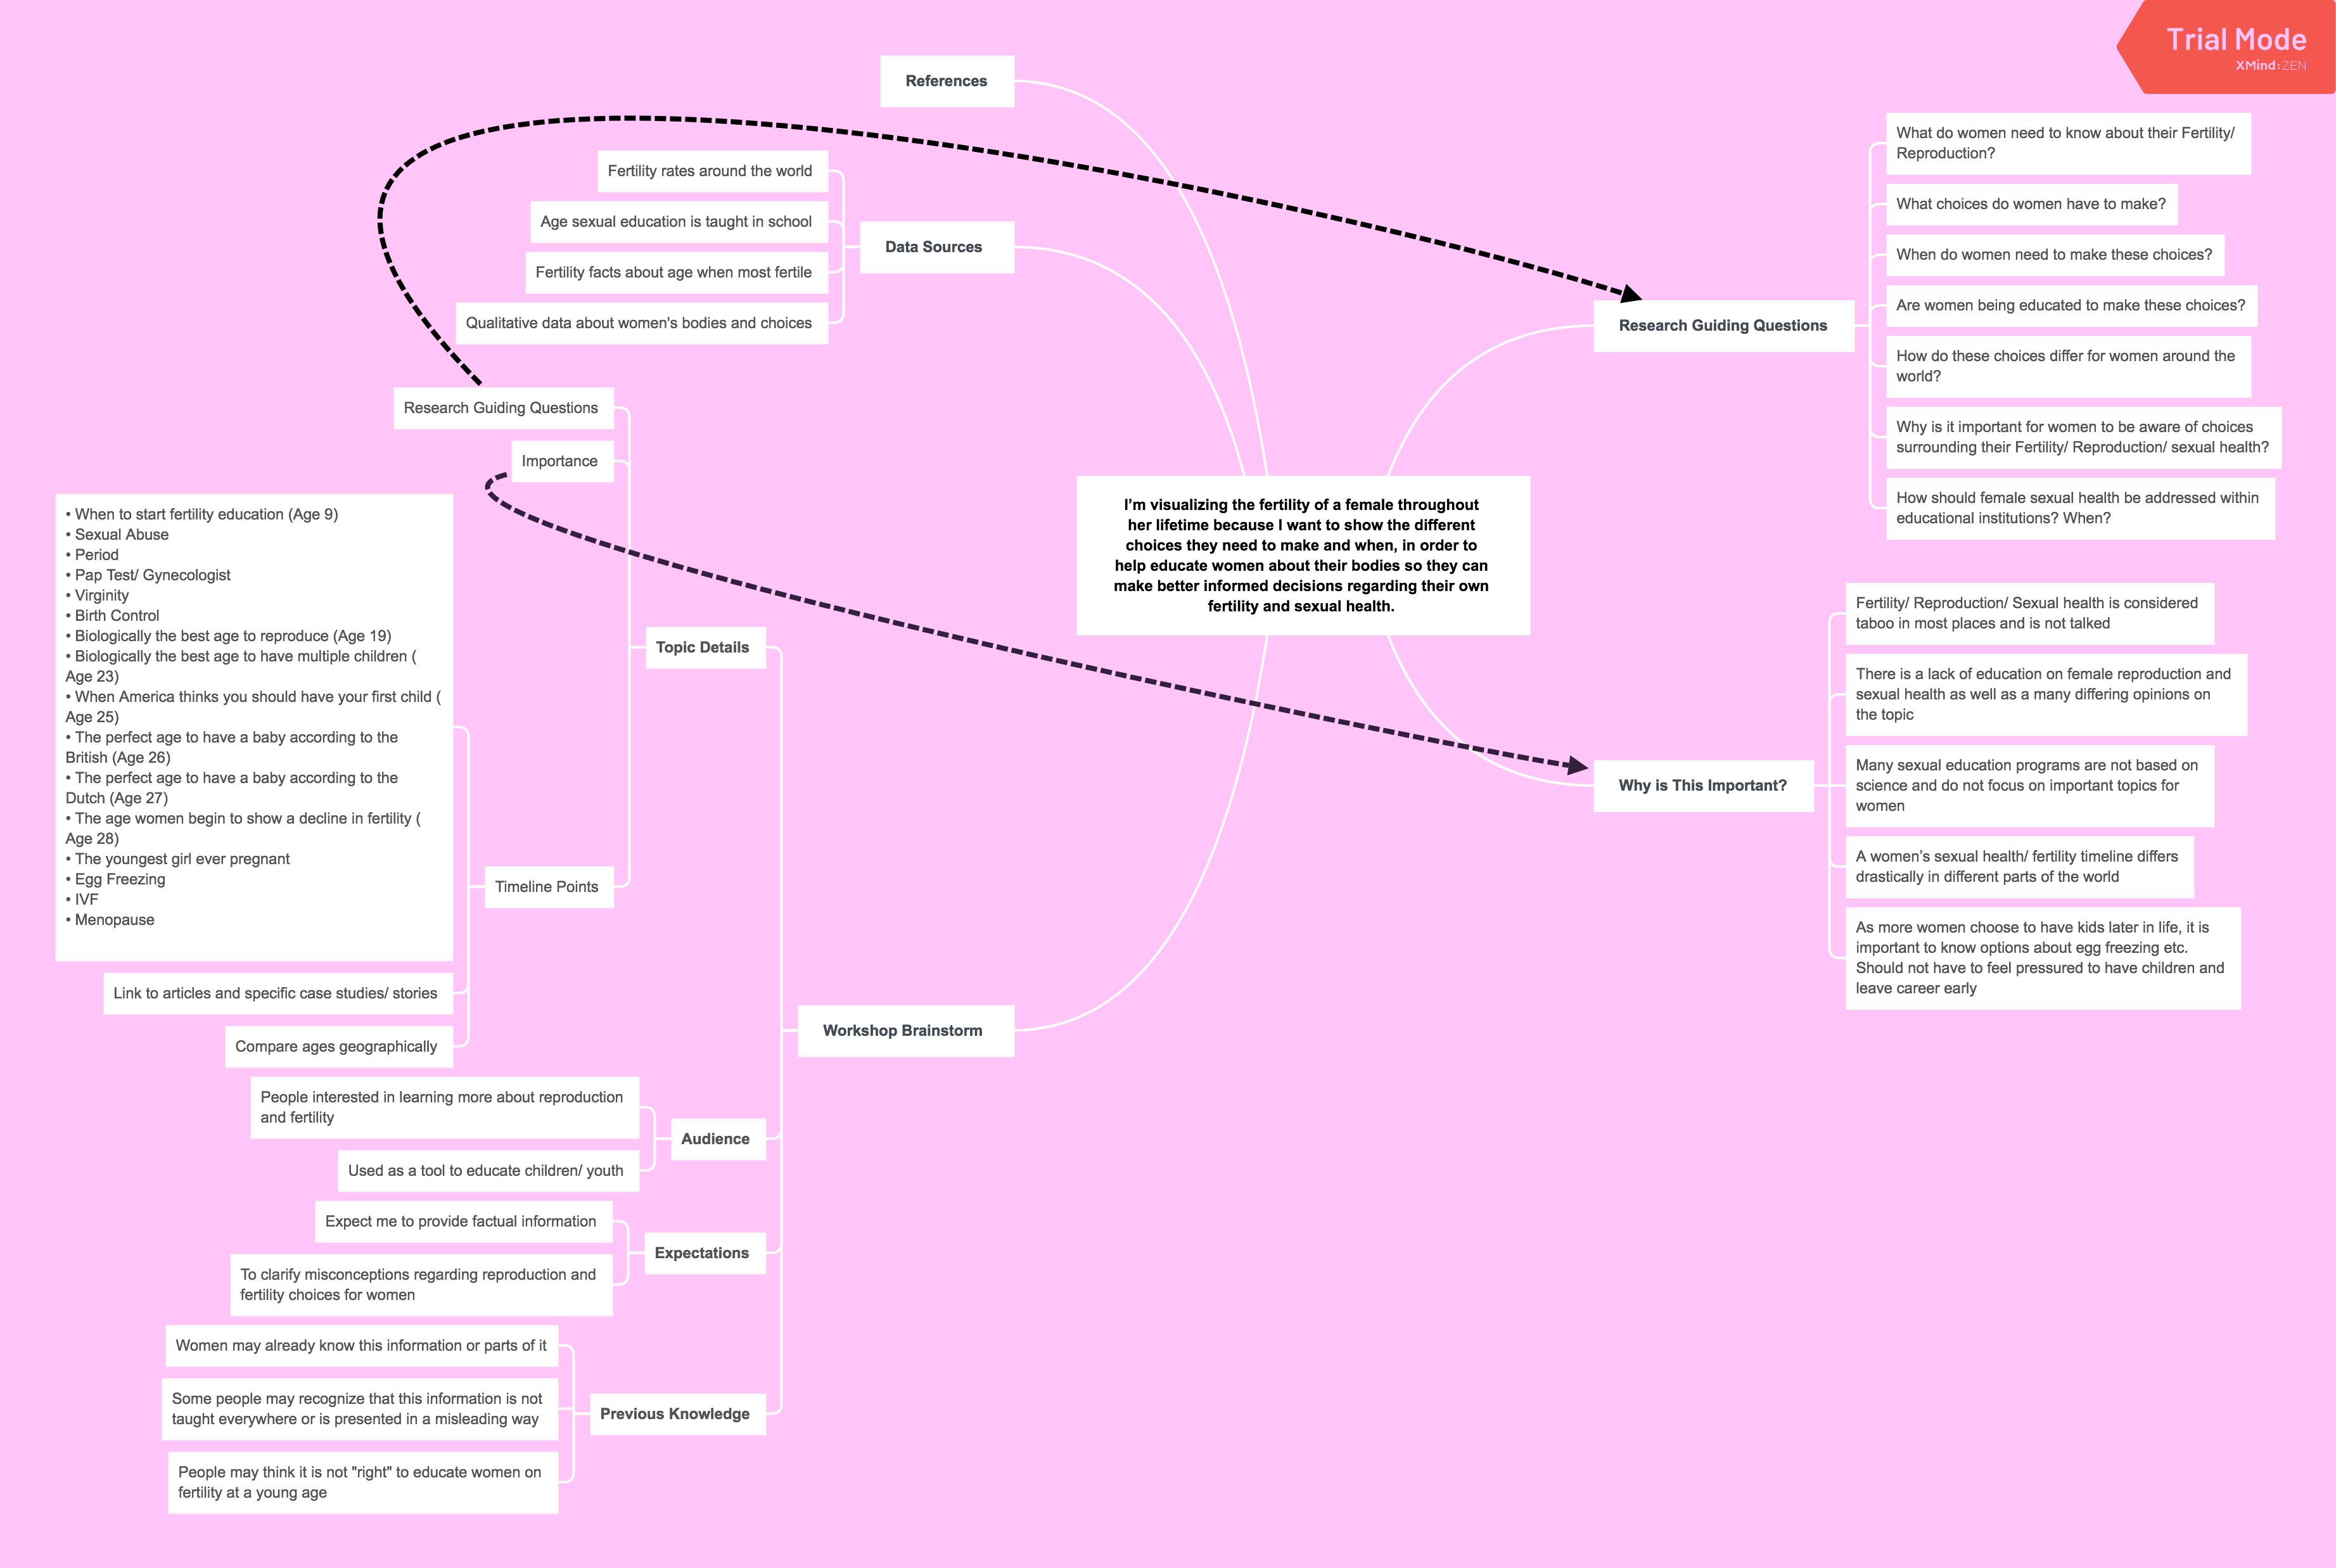 Trial Mode
XMind:ZEN
References
Fertility rates around the world
Age sexual education is taught in school
Fertility facts about age when most fertile
Qualitative data about women's bodies and choices
Data Sources
Research Guiding Questions
What do women need to know about their Fertility/
Reproduction?
What choices do women have to make?
When do women need to make these choices?
Are women being educated to make these choices?
How do these choices differ for women around the
world?
Why is it important for women to be aware of choices
surrounding their Fertility/ Reproduction/ sexual health?
How should female sexual health be addressed within
educational institutions? When?
I’m visualizing the fertility of a female throughout
her lifetime because I want to show the different
choices they need to make and when, in order to
help educate women about their bodies so they can
make better informed decisions regarding their own
fertility and sexual health.
Why is This Important?
Fertility/ Reproduction/ Sexual health is considered
taboo in most places and is not talked
There is a lack of education on female reproduction and
sexual health as well as a many differing opinions on
the topic
Many sexual education programs are not based on
science and do not focus on important topics for
women
A women’s sexual health/ fertility timeline differs
drastically in different parts of the world
As more women choose to have kids later in life, it is
important to know options about egg freezing etc.
Should not have to feel pressured to have children and
leave career early
Research Guiding Questions
Importance
Topic Details
• When to start fertility education (Age 9)
• Sexual Abuse
• Period
• Pap Test/ Gynecologist
• Virginity
• Birth Control
• Biologically the best age to reproduce (Age 19)
• Biologically the best age to have multiple children (
Age 23)
• When America thinks you should have your first child (
Age 25)
• The perfect age to have a baby according to the
British (Age 26)
• The perfect age to have a baby according to the
Dutch (Age 27)
• The age women begin to show a decline in fertility (
Age 28)
• The youngest girl ever pregnant
• Egg Freezing
• IVF
• Menopause
Timeline Points
Link to articles and specific case studies/ stories
Compare ages geographically
Workshop Brainstorm
People interested in learning more about reproduction
and fertility
Used as a tool to educate children/ youth
Audience
Expect me to provide factual information
To clarify misconceptions regarding reproduction and
fertility choices for women
Expectations
Women may already know this information or parts of it
Some people may recognize that this information is not
taught everywhere or is presented in a misleading way
People may think it is not "right" to educate women on
fertility at a young age
Previous Knowledge